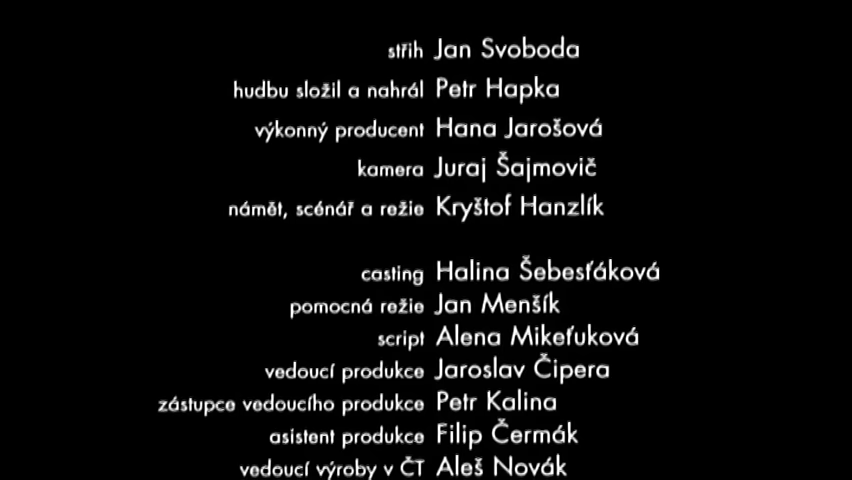 střih Jan Svoboda
hudbu složil a nahrál Petr Hapka
výkonný producent Hana Jarošová
kamera Juraj Šajmovič
námět, scénář a režie Kryštof Hanzlík
casting Halina Šebesťáková
pomocná režie Jan Menšík
script Alena Mikeťuková
vedoucí produkce Jaroslav Čipera
zástupce vedoucího produkce Petr Kalina
asistent produkce Filip Čermák
vedoucí výroby v ČT Aleš Novák